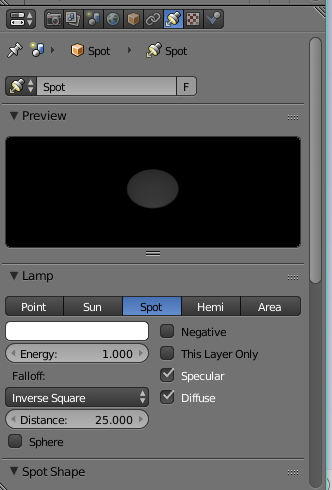 Spot Spot
Spot F
Preview
Lamp
Point Sun Spot Hemi Area
Negative
Energy: 1.000 This Layer Only
Falloff: Specular
Inverse Square Diffuse
Distance: 25.000
Sphere
Spot Shape